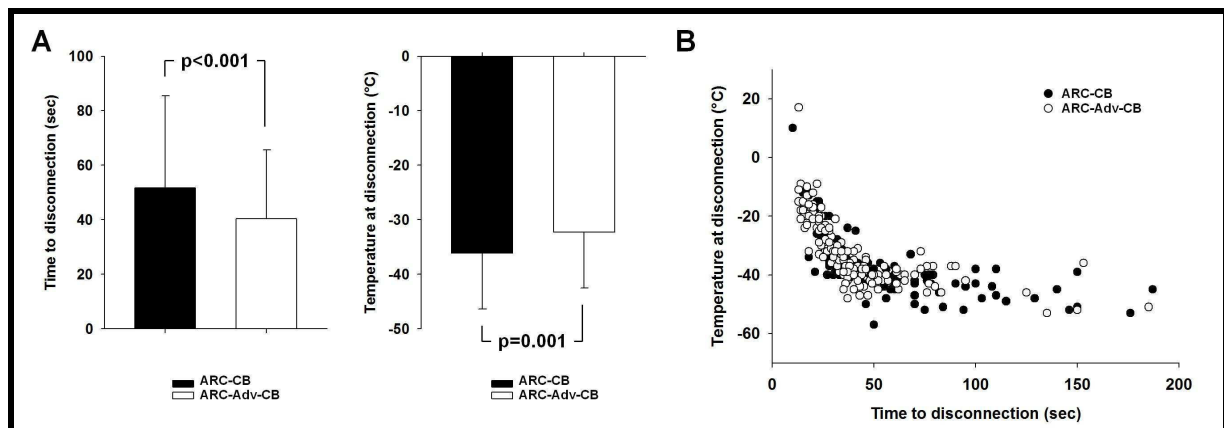 A
Time to disconnection (sec)
100
80
60
40
20
0
p<0.001
ARC-CB
ARC-Adv-CB
Temperature at disconnection (°C)
0
-10
-20
-30
-40
-50
p=0.001
ARC-CB
ARC-Adv-CB
B
Temperature at disconnection (°C)
20
0
-20
-40
-60
ARC-CB
ARC-Adv-CB
0 50 100 150 200
Time to disconnection (sec)